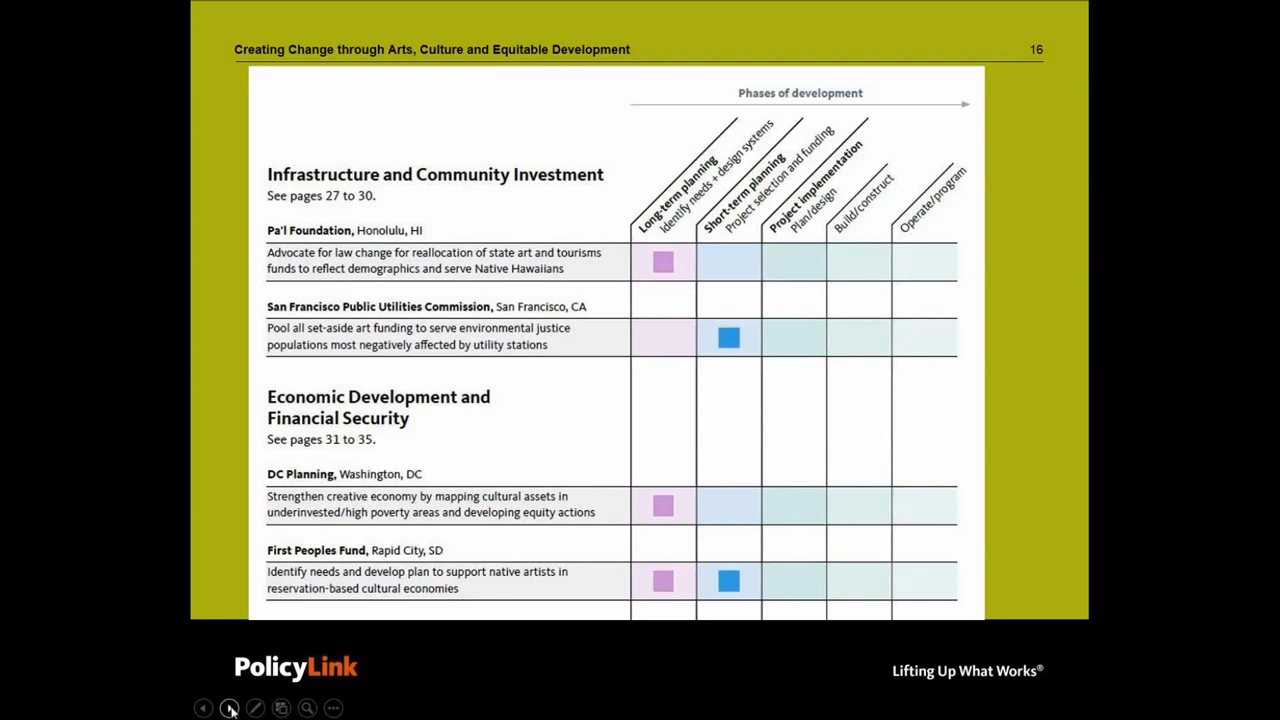 Creating Change through Arts, Culture and Equitable Development
16
Phases of development
Long-term planning
Identify needs + design systems
Short-term planning
Project selection and funding
Project implementation
Plan/design
Build/construct
Operate/program
Infrastructure and Community Investment
See pages 27 to 30.
Pa'I Foundation, Honolulu, HI
Advocate for law change for reallocation of state art and tourisms
funds to reflect demographics and serve Native Hawaiians
San Francisco Public Utilities Commission, San Francisco, CA
Pool all set-aside art funding to serve environmental justice
populations most negatively affected by utility stations
Economic Development and
Financial Security
See pages 31 to 35.
DC Planning, Washington, DC
Strengthen creative economy by mapping cultural assets in
underinvested/high poverty areas and developing equity actions
First Peoples Fund, Rapid City, SD
Identify needs and develop plan to support native artists in
reservation-based cultural economies
PolicyLink
Lifting Up What Works®